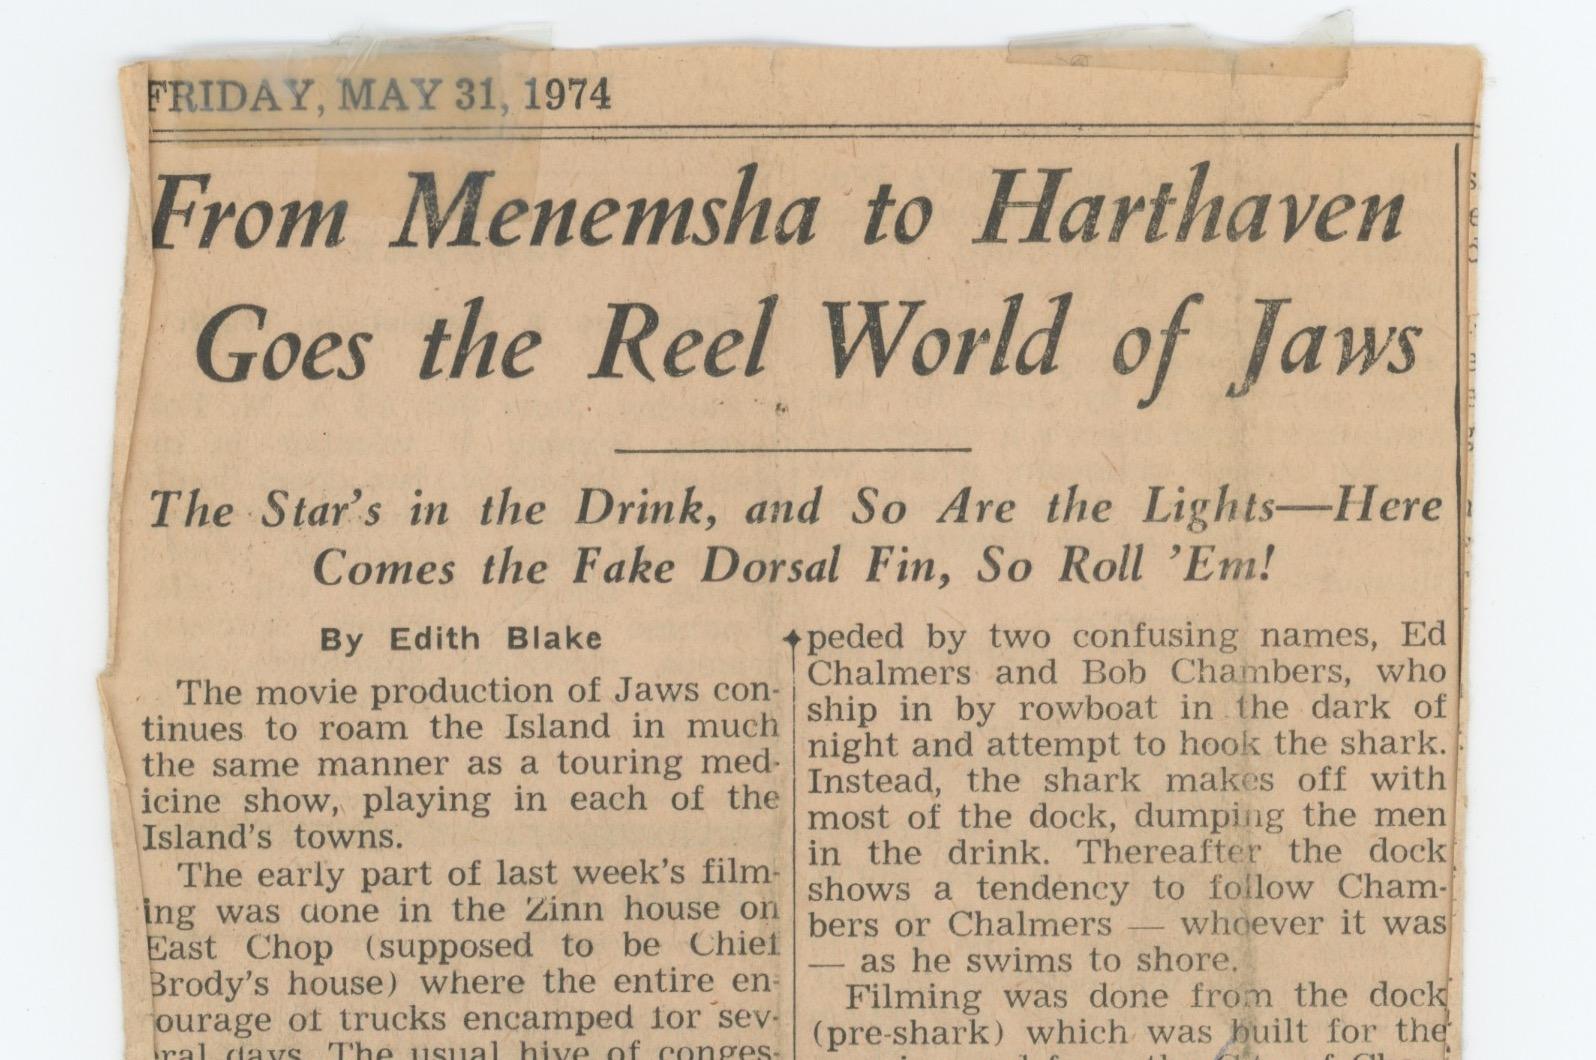 FRIDAY, MAY 31, 1974
From Menemsha to Harthaven
Goes the Reel World of Jaws
The Star's in the Drink, and So Are the Lights—Here
Comes the Fake Dorsal Fin, So Roll 'Em!
By Edith Blake
The movie production of Jaws con-
tinues to roam the Island in much
the same manner as a touring med-
icine show, playing in each of the
Island's towns.
The early part of last week's film-
ing was done in the Zinn house on
East Chop (supposed to be Chief
Brody's house) where the entire en-
ourage of trucks encamped for sev-
ral days. The usual hive of conges-
peded by two confusing names, Ed
Chalmers and Bob Chambers, who
ship in by rowboat in the dark of
night and attempt to hook the shark.
Instead, the shark makes off with
most of the dock, dumping the men
in the drink. Thereafter the dock
shows a tendency to follow Cham-
bers or Chalmers — whoever it was
— as he swims to shore.
Filming was done from the dock
(pre-shark) which was built for the